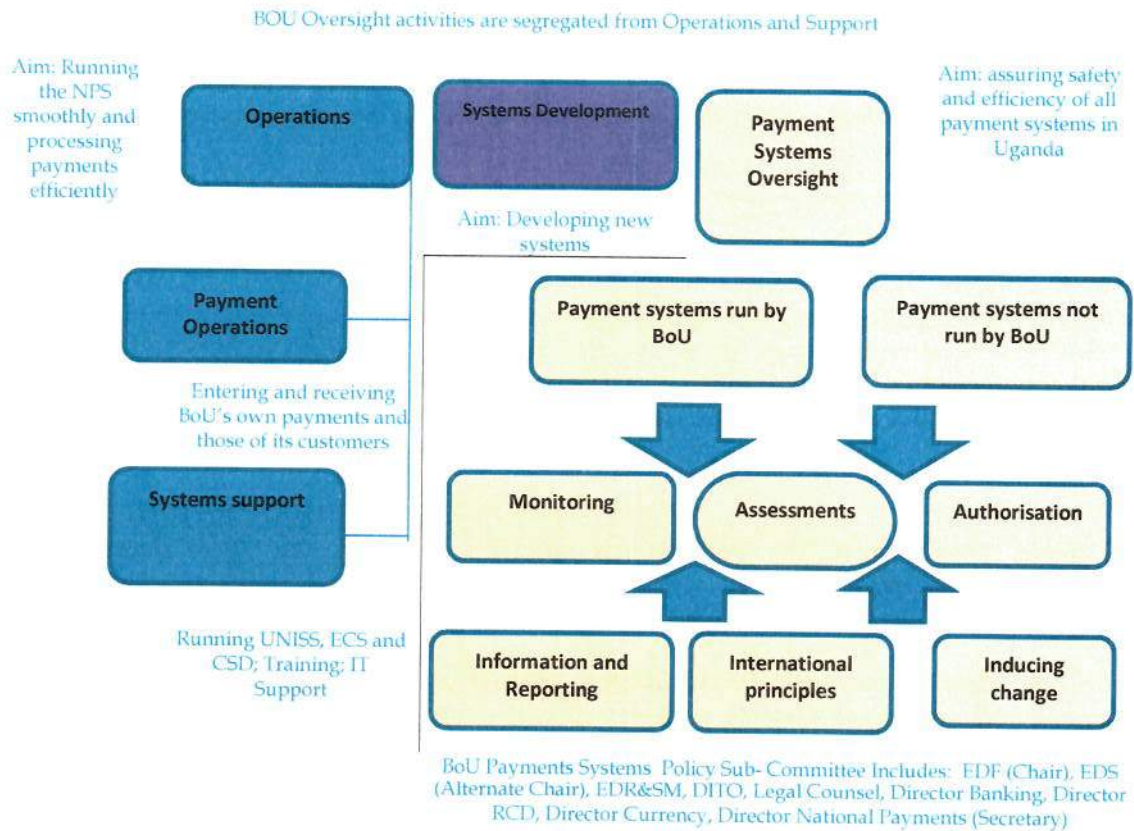 BOU Oversight activities are segregated from Operations and Support
Aim: Running
the NPS
smoothly and
processing
payments
efficiently
Operations
Systems Development
Payment
Systems
Oversight
Aim: assuring safety
and efficiency of all
payment systems in
Uganda
Aim: Developing new
systems
Payment
Operations
Payment systems run by
BoU
Payment systems not
run by BoU
Entering and receiving
BoU's own payments and
those of its customers
Systems support
Monitoring
Assessments
Authorisation
Running UNISS, ECS and
CSD; Training; IT
Support
Information and
Reporting
International
principles
Inducing
change
BoU Payments Systems Policy Sub- Committee Includes: EDF (Chair), EDS
(Alternate Chair), EDR&SM, DITO, Legal Counsel, Director Banking, Director
RCD, Director Currency, Director National Payments (Secretary)